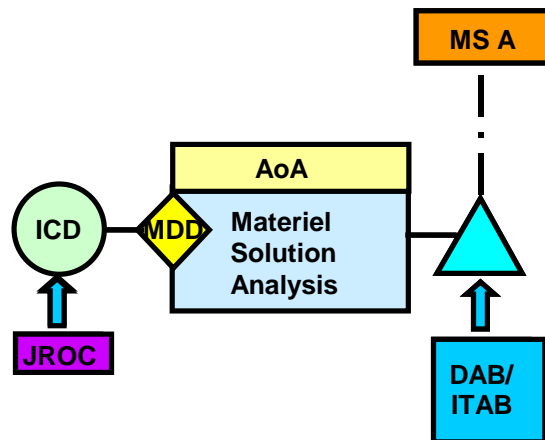 MS A
AoA
ICD
MDD
Materiel
Solution
Analysis
JROC
DAB/
ITAB